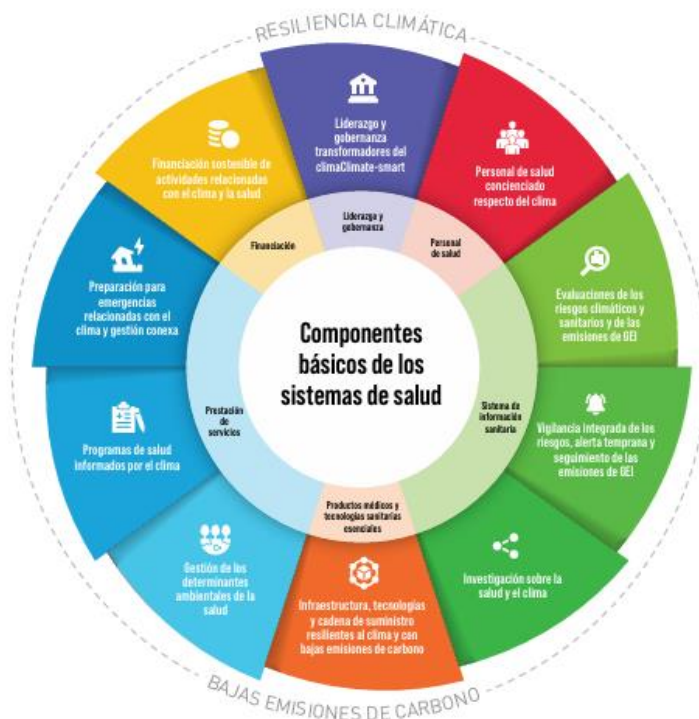 RESILIENCIA CLIMÁTICA
Liderazgo y
gobernanza
transformadores del
climaClimate-smart
Personal de salud
concienciado
respecto del clima
Evaluaciones de los
riesgos climáticos y
sanitarios y de las
emisiones de GEI
Vigilancia integrada de los
riesgos, alerta temprana y
seguimiento de las
emisiones de GEI
Investigación sobre la
salud y el clima
Infraestructura, tecnologías
y cadena de suministro
resilientes al clima y con
bajas emisiones de carbono
Gestión de los
determinantes
ambientales de la
salud
Programas de salud
informados por el clima
Preparación para
emergencias
relacionadas con el
clima y gestión conexa
Financiación sostenible de
actividades relacionadas
con el clima y la salud
Liderazgo y
gobernanza
Personal
de salud
Sistema de
información
sanitaria
Productos médicos y
tecnologías sanitarias
esenciales
Prestación
de
servicios
Financiación
Componentes
básicos de los
sistemas de salud
BAJAS EMISIONES DE CARBONO